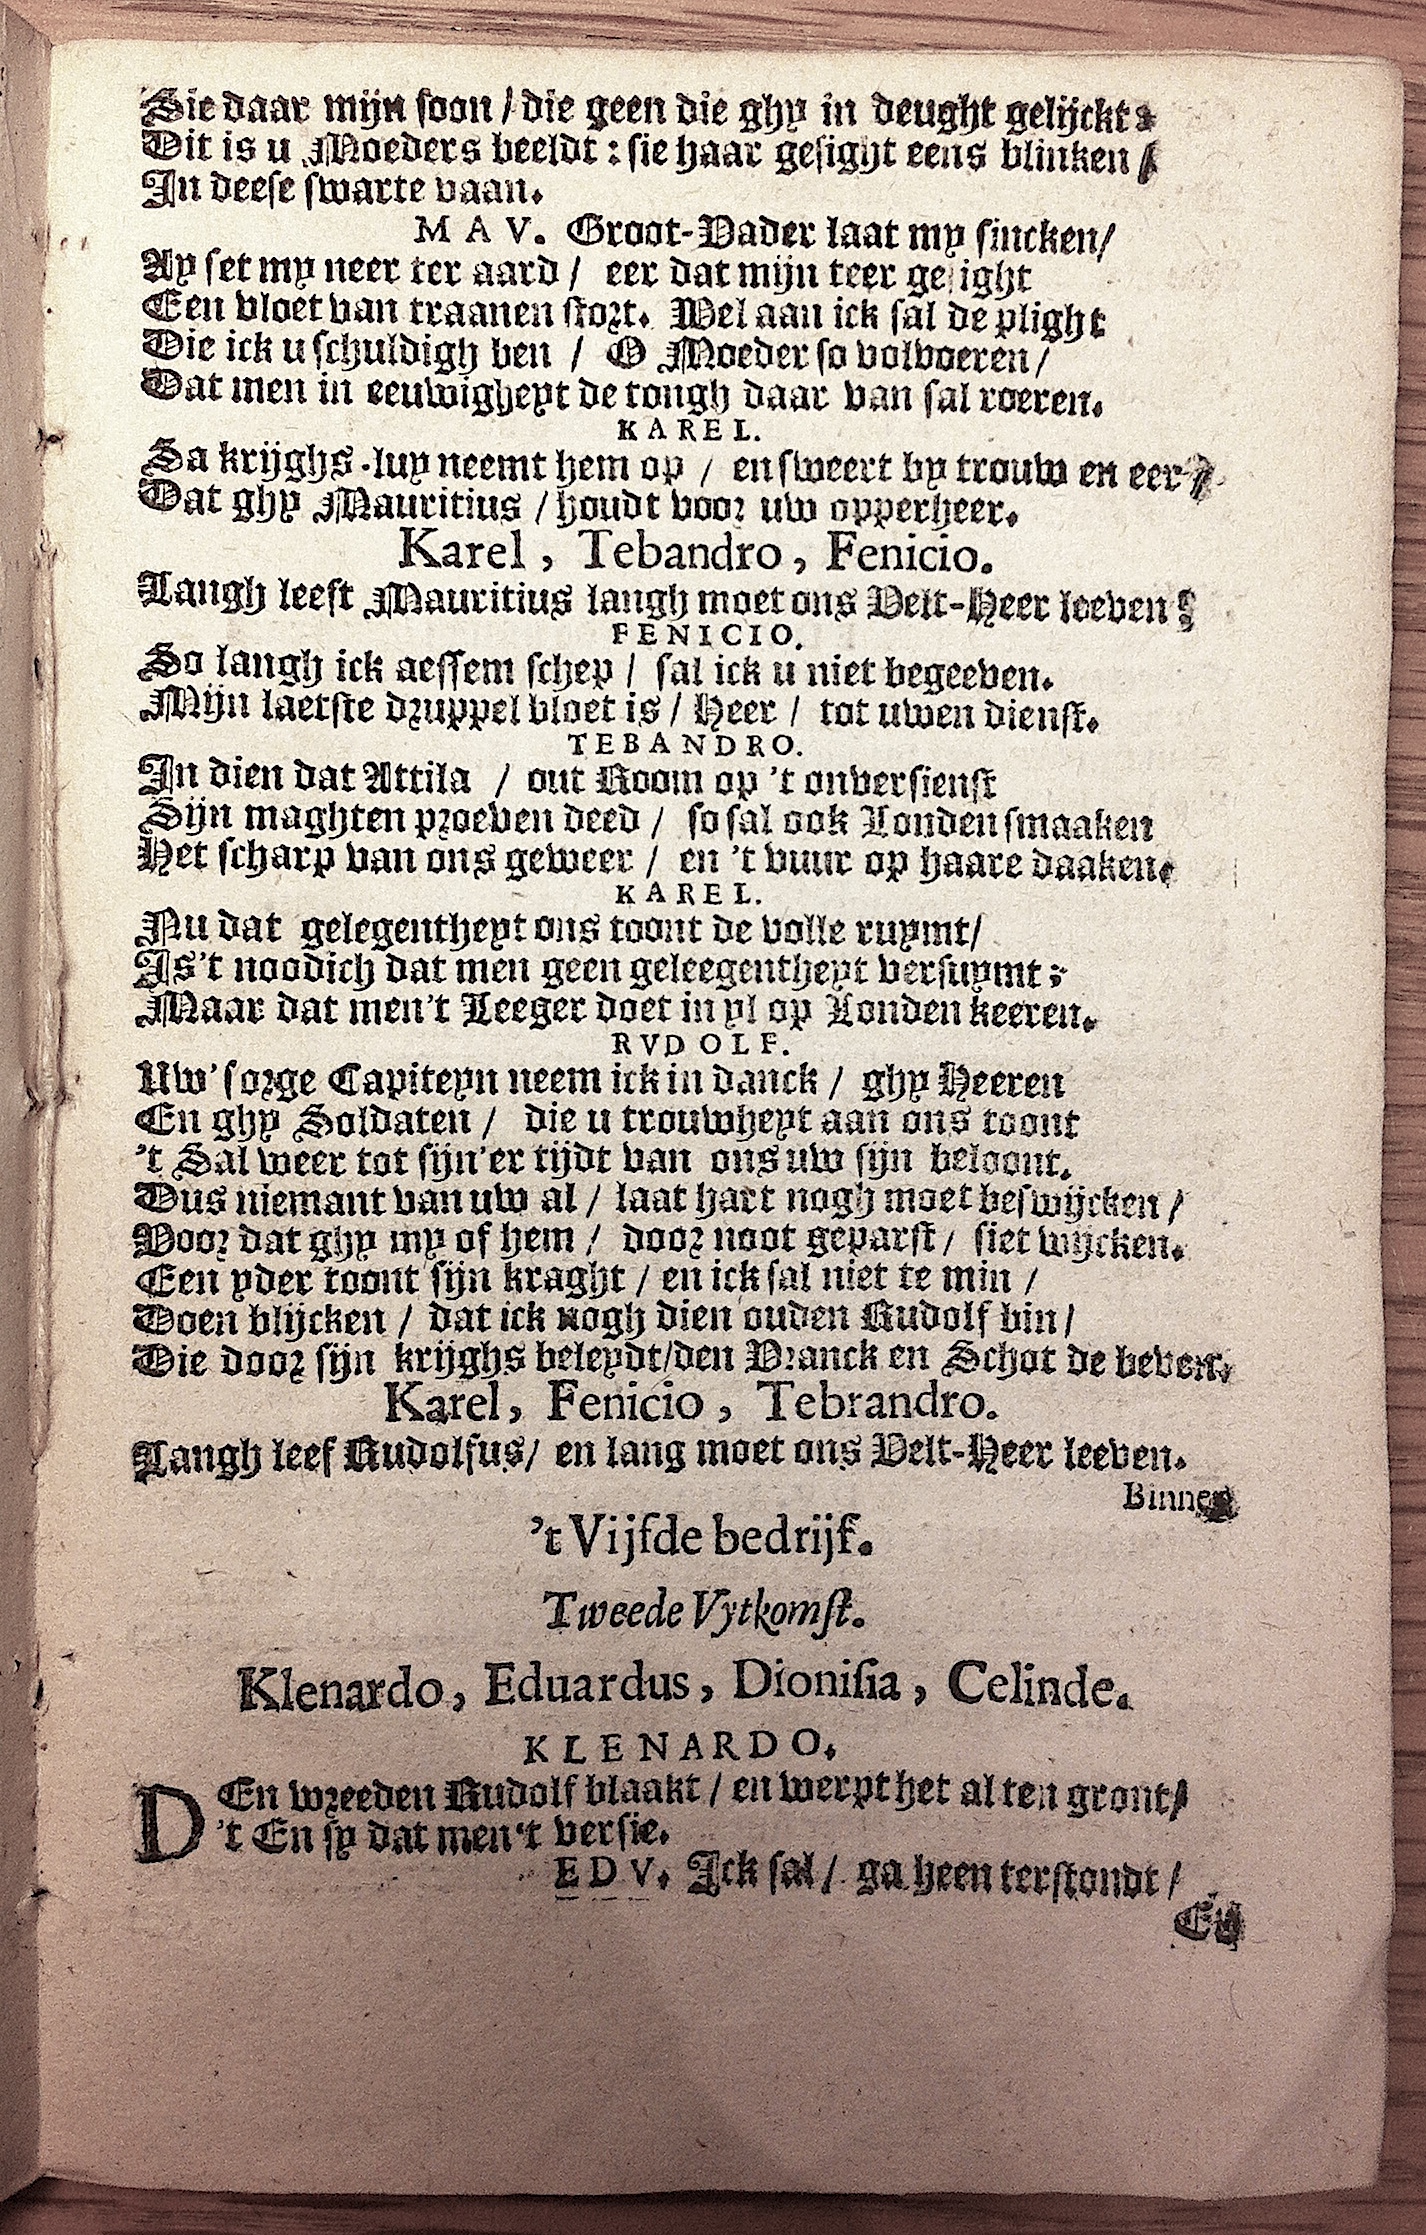 Sie daar mijn soon / die geen die ghy in deught gelijckt:
Dit is u Moeders beeldt : sie haar gesight eens blinken /
In deese swarte vaan.
MAV. Groot-Vader laat my sincken/
Ay set my neer ter aard / eer dat mijn teer gesight
Een vloet van traanen stort. Wel aan ick sal de plight
Die ick u schuldigh ben / O Moeder so volvoeren/
Dat men in eeuwigheyt de tongh daar van sal roeren.
KAREL.
Sa krijghs-luy neemt hem op / en sweert by trouw en eer /
Dat ghy Mauritius / houdt voor uw opperheer.
Karel, Tebandro, Fenicio.
Langh leeft Mauritius langh moet ons Velt-Heer leeven!
FENICIO.
So langh ick aessem schep / sal ick u niet begeeven.
Mijn laetste druppel bloet is / Heer / tot uwen dienst.
TEBANDRO.
In dien dat Attila / out Room op 't onversienst
Sijn maghten proeven deed / so sal ook Londen smaaken
Het scharp van ons geweer / en 't vuur op haare daaken.
KAREL.
Nu dat gelegentheyt ons toont de volle ruymt/
Is't noodich dat men geen geleegentheyt versuymt;
Maar dat men't Leeger doet in yl op Londen keeren.
RVDOLF.
Uw' sorge Capiteyn neem ick in danck / ghy Heeren
En ghy Soldaten / die u trouwheyt aan ons toont
't Sal weer tot sijn'er tijdt van ons uw sijn beloont.
Dus niemant van uw al / laat hart nogh moet beswijcken /
Voor dat ghy my of hem / door noot geparst / siet wijcken.
Een yder toont sijn kraght / en ick sal niet te min /
Doen blijcken / dat ick nogh dien ouden Rudolf bin/
Die door sijn krijghs beleydt/den Vranck en Schot de beven.
Karel, Fenicio, Tebrandro.
Langh leef Rudolfus/ en lang moet ons Velt-Heer leeven.
Binnen
't Vijfde bedrijf.
Tweede Vytkomst.
Klenardo, Eduardus, Dionisia, Celinde.
KLENARDO.
DEn wreeden Rudolf blaakt / en werpt het al ten gront/
't En sy dat men't versie.
EDV. Ick sal / ga heen terstondt /